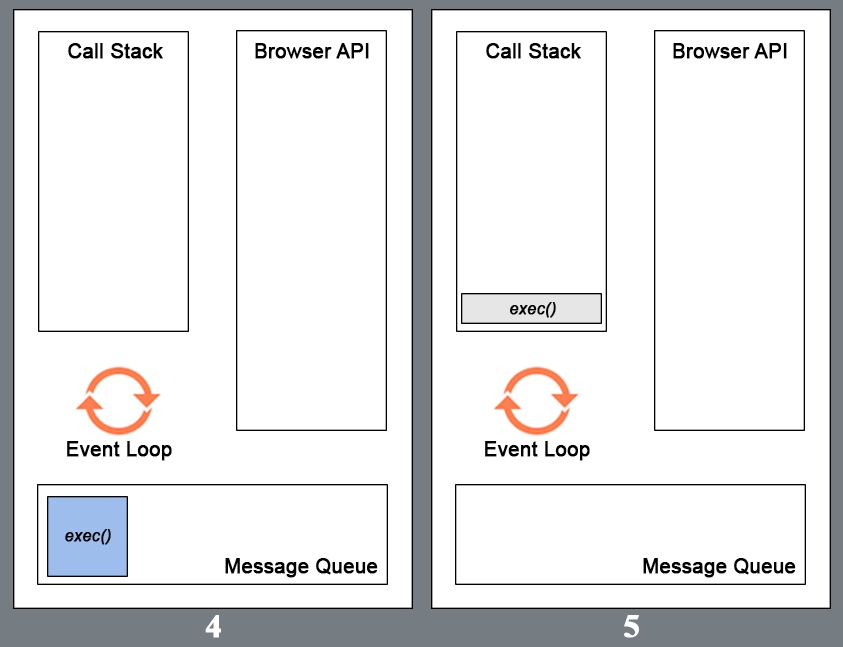 Call Stack
Browser API
Event Loop
exec()
Message Queue
4
Call Stack
Browser API
exec()
Event Loop
Message Queue
5